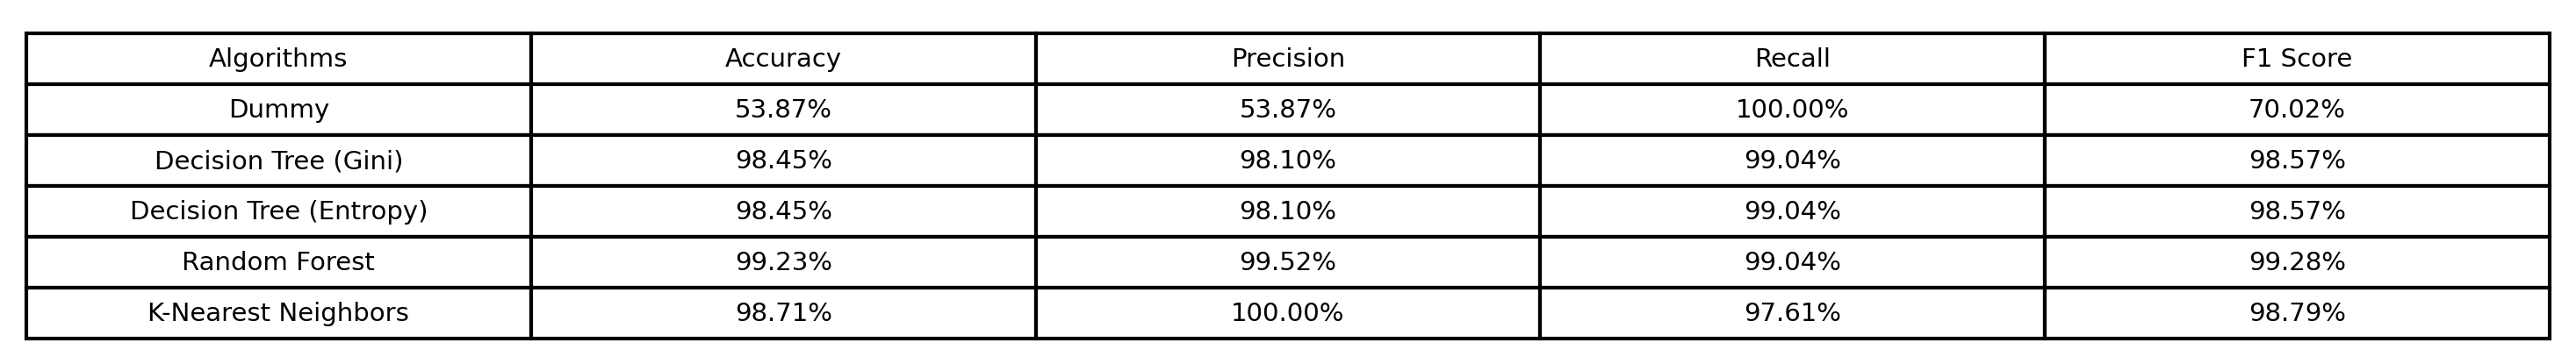 Algorithms Accuracy Precision Recall F1 Score
Dummy 53.87% 53.87% 100.00% 70.02%
Decision Tree (Gini) 98.45% 98.10% 99.04% 98.57%
Decision Tree (Entropy) 98.45% 98.10% 99.04% 98.57%
Random Forest 99.23% 99.52% 99.04% 99.28%
K-Nearest Neighbors 98.71% 100.00% 97.61% 98.79%